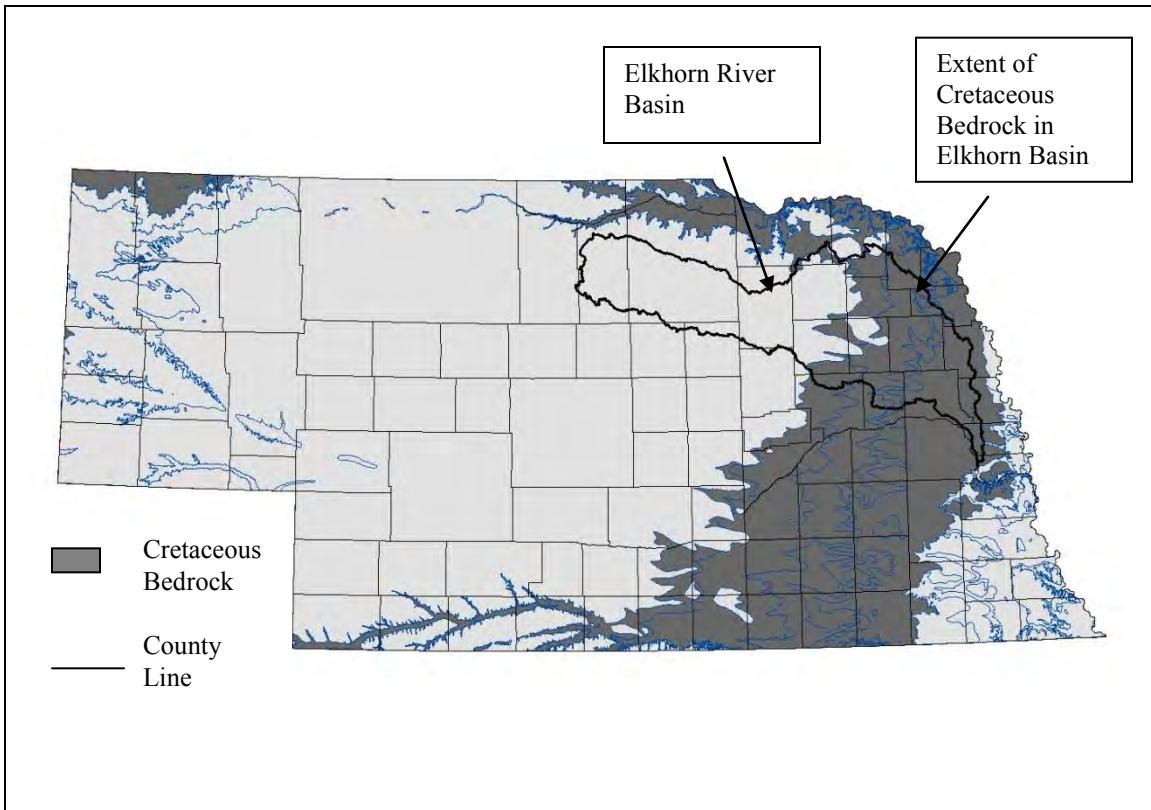 Elkhorn River
Basin
Extent of
Cretaceous
Bedrock in
Elkhorn Basin
Cretaceous
Bedrock
County
Line